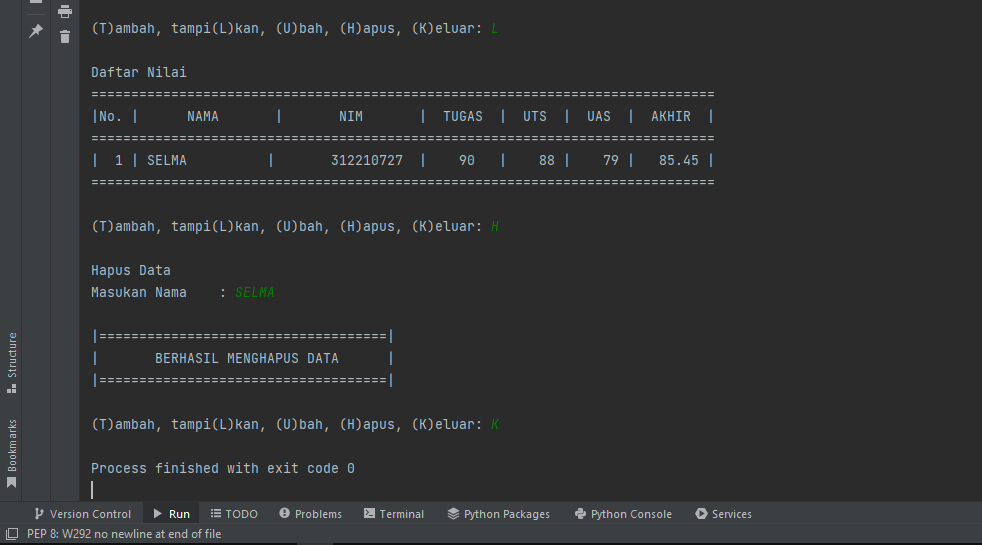 (T)ambah, tampi(L)kan, (U)bah, (H)apus, (K)eluar: L
Daftar Nilai
==============================================================================
|No. |      NAMA       |       NIM       |  TUGAS  |  UTS  |  UAS  |  AKHIR  |
==============================================================================
|  1 | SELMA          |       312210727  |    90   |    88 |    79 |   85.45 |
==============================================================================
(T)ambah, tampi(L)kan, (U)bah, (H)apus, (K)eluar: H
Hapus Data
Masukan Nama    : SELMA
|====================================|
|       BERHASIL MENGHAPUS DATA      |
|====================================|
(T)ambah, tampi(L)kan, (U)bah, (H)apus, (K)eluar: K
Process finished with exit code 0
Structure
Bookmarks
Version Control Run TODO Problems Terminal Python Packages Python Console Services
PEP 8: W292 no newline at end of file